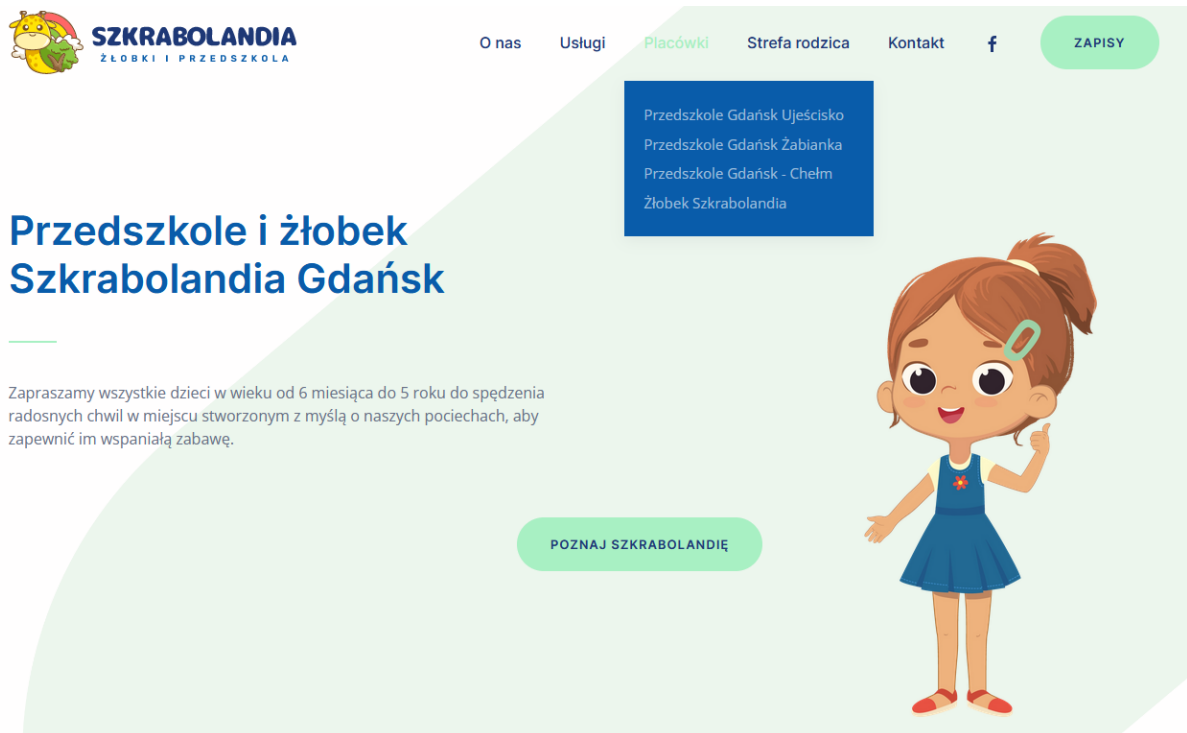 SZKRABOLANDIA
ŻŁOBKI I PRZEDSZKOLA
O nas
Usługi
Placówki
Strefa rodzica
Kontakt
ZAPISY
Przedszkole Gdańsk Ujeścisko
Przedszkole Gdańsk Żabianka
Przedszkole Gdańsk - Chełm
Żłobek Szkrabolandia
Przedszkole i żłobek
Szkrabolandia Gdańsk
Zapraszamy wszystkie dzieci w wieku od 6 miesiąca do 5 roku do spędzenia
radosnych chwil w miejscu stworzonym z myślą o naszych pociechach, aby
zapewnić im wspaniałą zabawę.
POZNAJ SZKRABOLANDIĘ